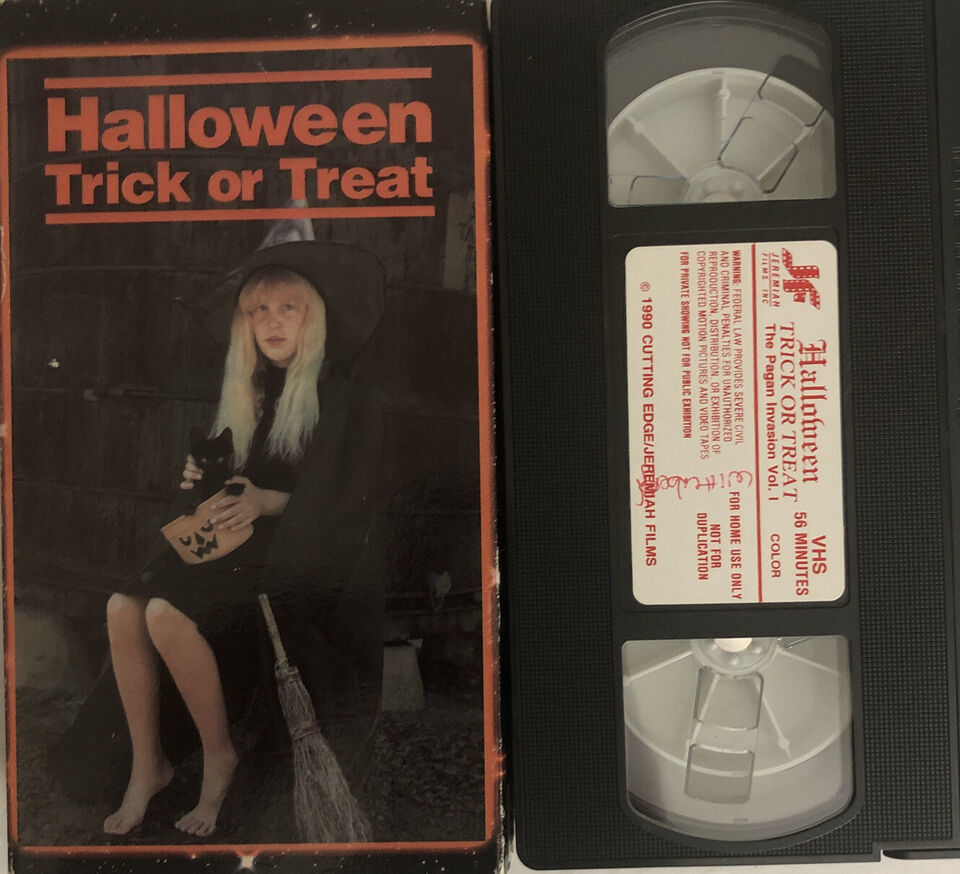 Halloween
Trick or Treat
JEREMIAH
FILMS, INC
Halloween
TRICK OR TREAT
The Pagan Invasion Vol. I
VHS
56 MINUTES
COLOR
WARNING: FEDERAL LAW PROVIDES SEVERE CIVIL
AND CRIMINAL PENALTIES FOR UNAUTHORIZED
REPRODUCTION, DISTRIBUTION, OR EXHIBITION OF
COPYRIGHTED MOTION PICTURES AND VIDEO TAPES
FOR PRIVATE SHOWING NOT FOR PUBLIC EXHIBITION
FOR HOME USE ONLY
NOT FOR
DUPLICATION
© 1990 CUTTING EDGE/JEREMIAH FILMS